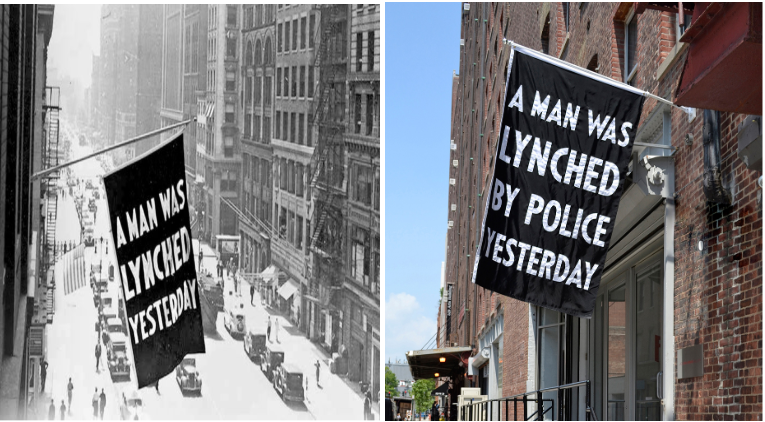 A MAN WAS
LYNCHED
YESTERDAY
A MAN WAS
LYNCHED
BY POLICE
YESTERDAY